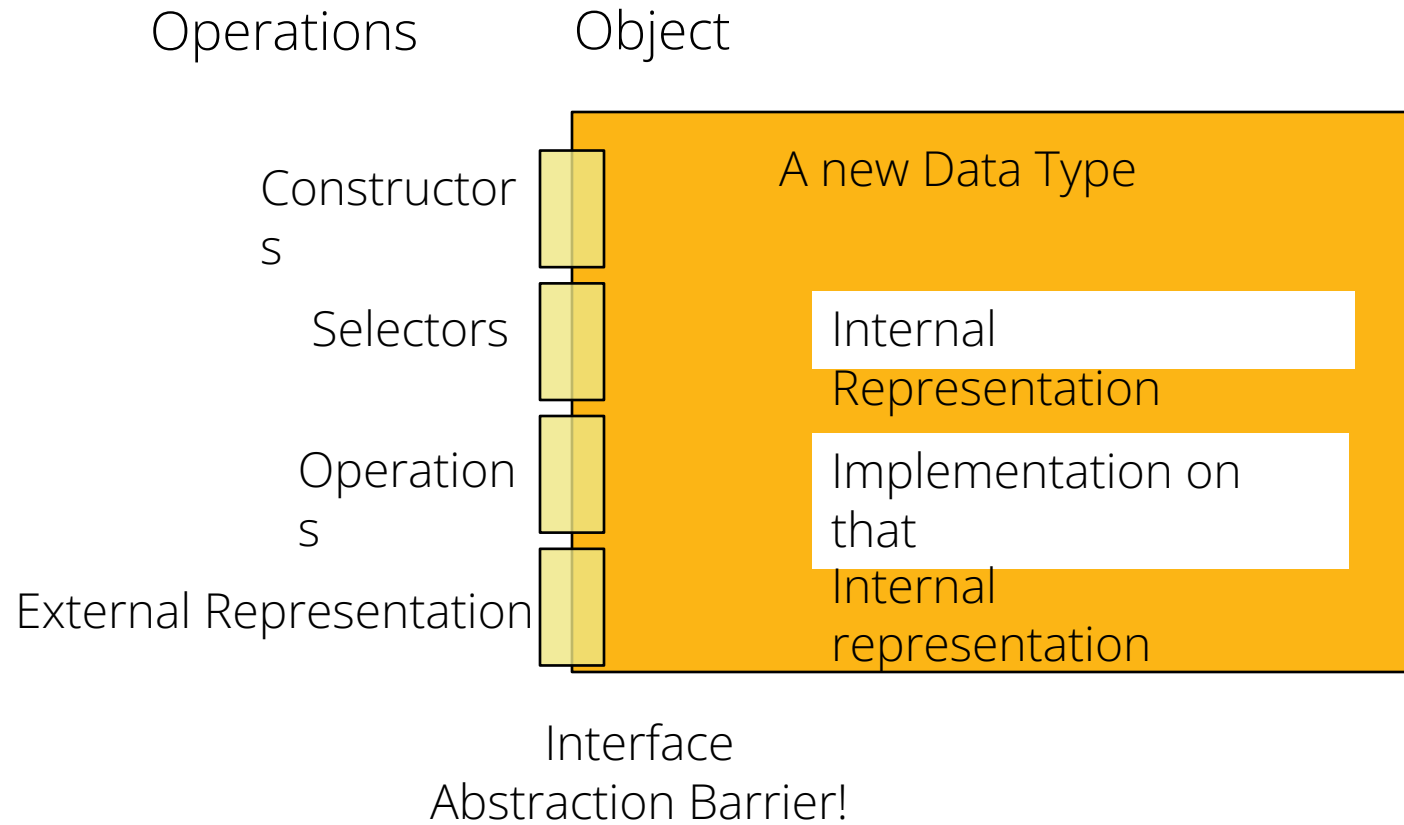 Operations
Object
A new Data Type
Constructor
s
Selectors
Operation
s
External Representation
Internal
Representation
Implementation on
that
Internal
representation
Interface
Abstraction Barrier!